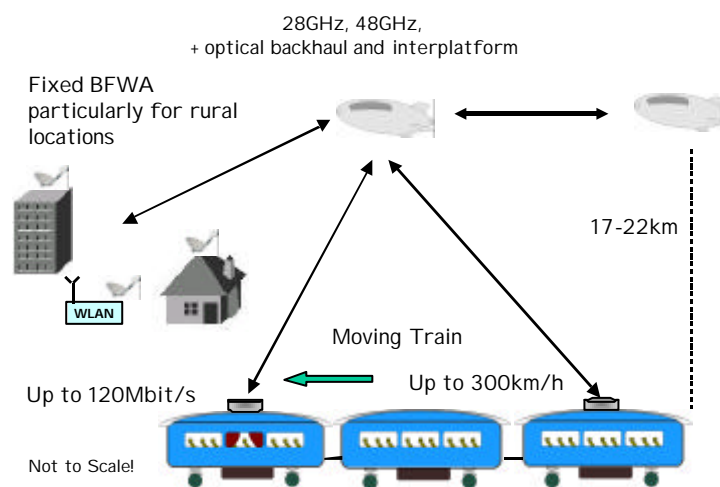 28GHz, 48GHz,
+ optical backhaul and interplatform
Fixed BFWA
particularly for rural
locations
17-22km
WLAN
Moving Train
Up to 120Mbit/s
Up to 300km/h
Not to Scale!